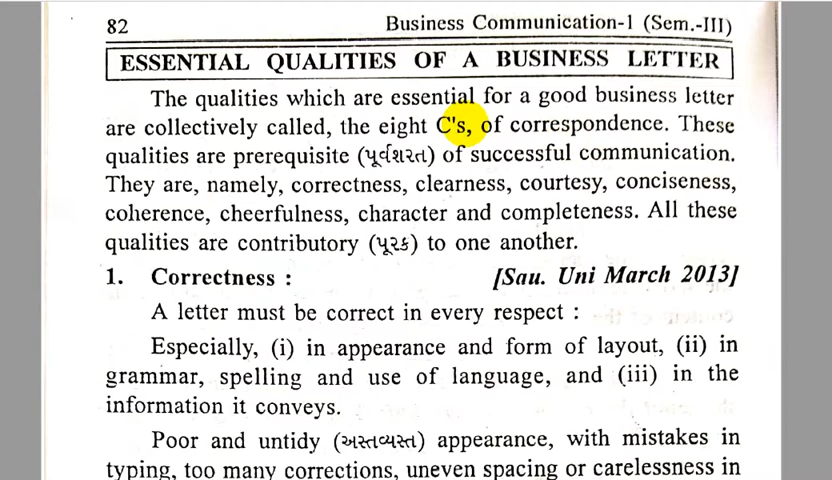 82 Business Communication-1 (Sem.-III)
ESSENTIAL QUALITIES OF A BUSINESS LETTER
The qualities which are essential for a good business letter
are collectively called, the eight C's, of correspondence. These
qualities are prerequisite (પૂર્વશરત) of successful communication.
They are, namely, correctness, clearness, courtesy, conciseness,
coherence, cheerfulness, character and completeness. All these
qualities are contributory (પૂરક) to one another.
1. Correctness : [Sau. Uni March 2013]
A letter must be correct in every respect :
Especially, (i) in appearance and form of layout, (ii) in
grammar, spelling and use of language, and (iii) in the
information it conveys.
Poor and untidy (અસ્તવ્યસ્ત) appearance, with mistakes in
typing, too many corrections, uneven spacing or carelessness in